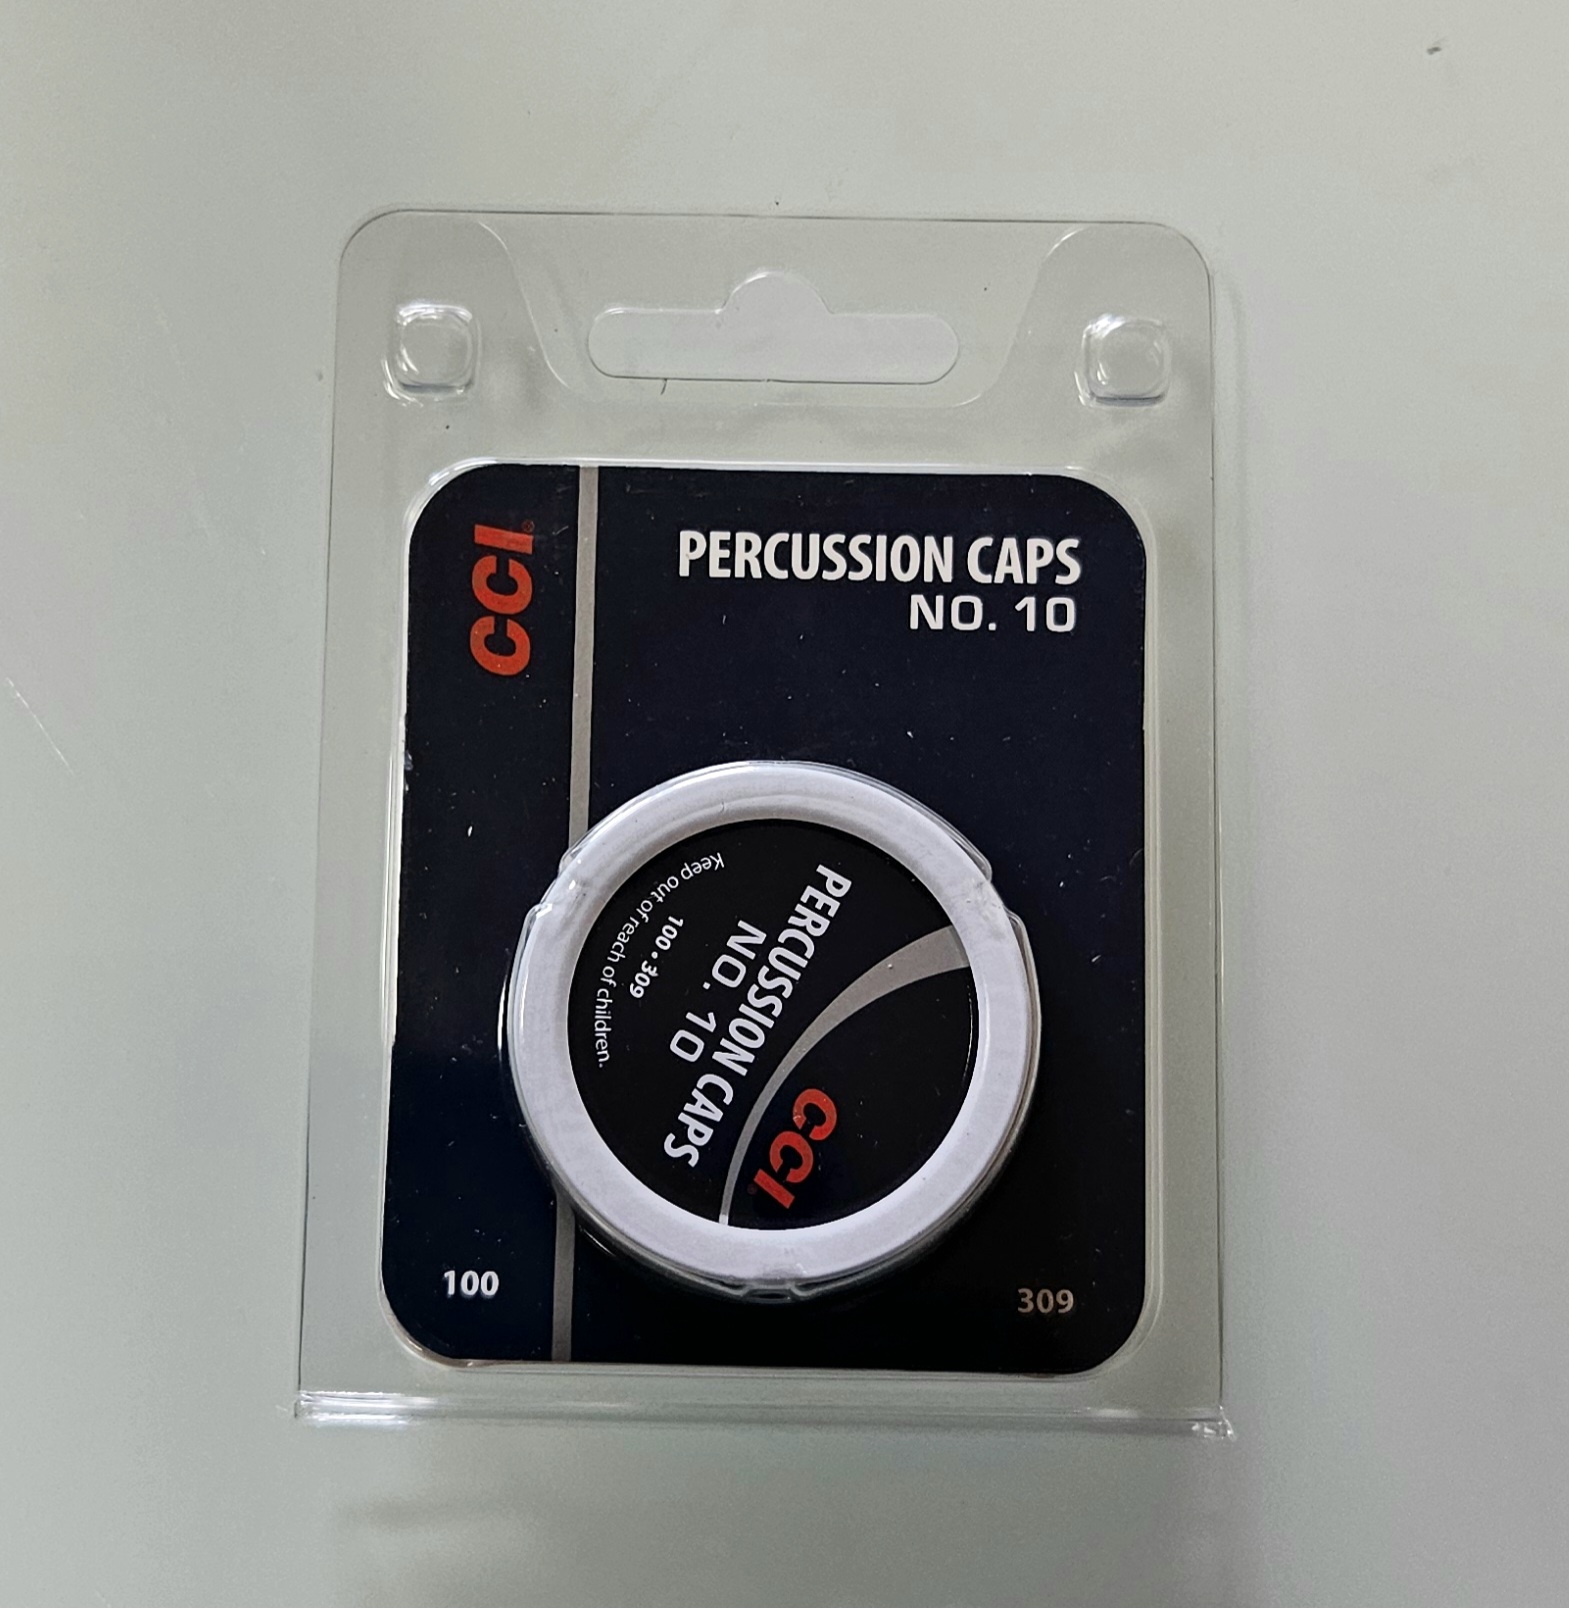 CCI®
PERCUSSION CAPS
NO. 10
CCI®
PERCUSSION CAPS
NO. 10
100 • 309
Keep out of reach of children.
100
309